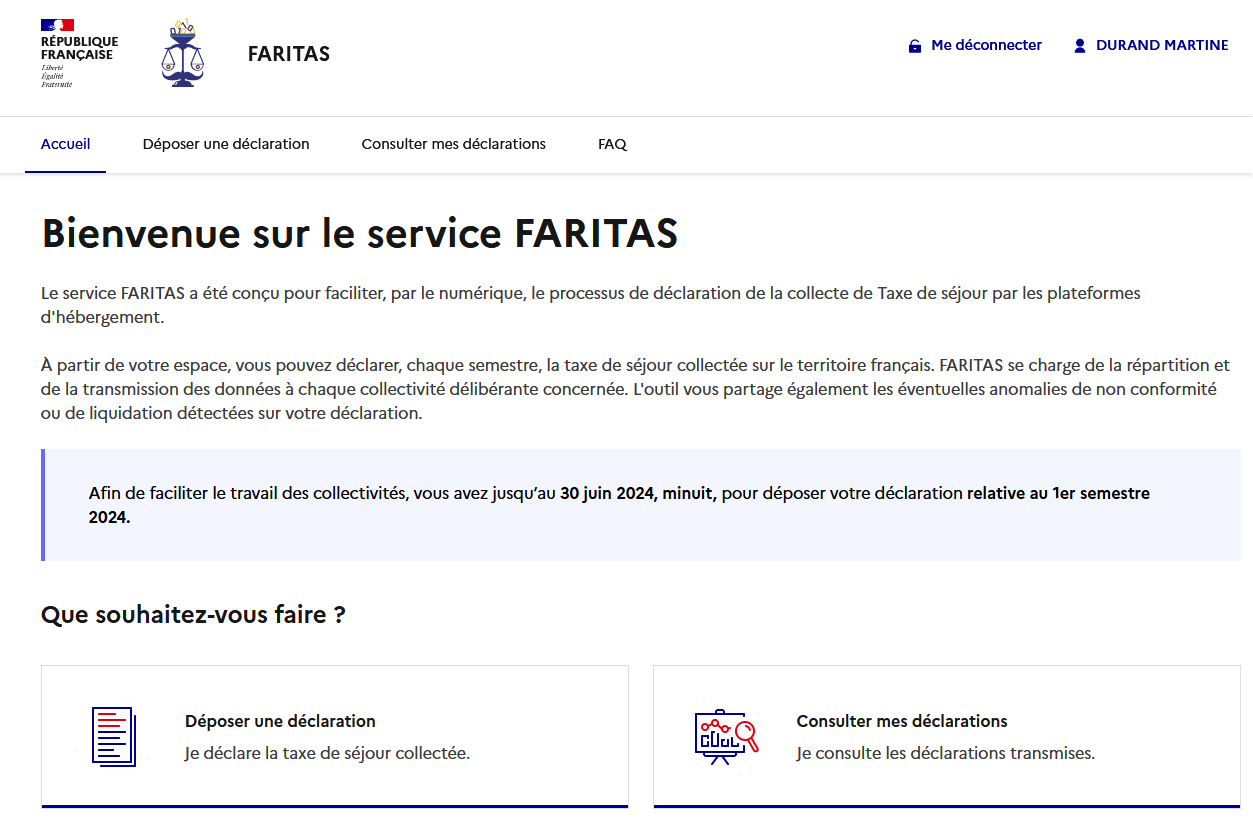 RÉPUBLIQUE
FRANÇAISE
Liberté
Égalité
Fraternité
FARITAS
Me déconnecter
DURAND MARTINE
Accueil
Déposer une déclaration
Consulter mes déclarations
FAQ
Bienvenue sur le service FARITAS
Le service FARITAS a été conçu pour faciliter, par le numérique, le processus de déclaration de la collecte de Taxe de séjour par les plateformes
d'hébergement.
À partir de votre espace, vous pouvez déclarer, chaque semestre, la taxe de séjour collectée sur le territoire français. FARITAS se charge de la répartition et
de la transmission des données à chaque collectivité délibérante concernée. L'outil vous partage également les éventuelles anomalies de non conformité
ou de liquidation détectées sur votre déclaration.
Afin de faciliter le travail des collectivités, vous avez jusqu’au 30 juin 2024, minuit, pour déposer votre déclaration relative au 1er semestre
2024.
Que souhaitez-vous faire ?
Déposer une déclaration
Je déclare la taxe de séjour collectée.
Consulter mes déclarations
Je consulte les déclarations transmises.